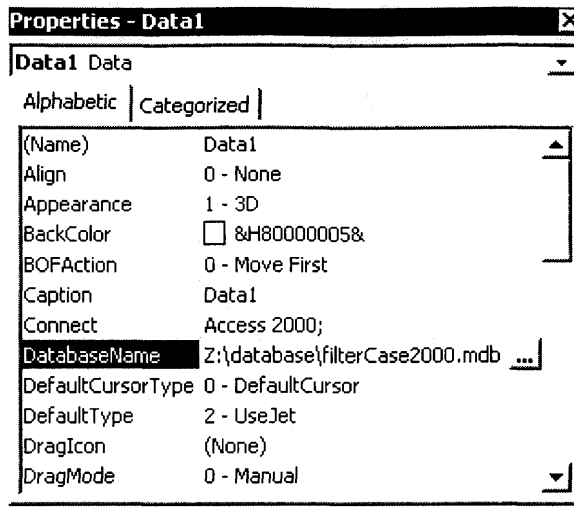 Properties - Data1
Data1 Data
Alphabetic Categorized
(Name) Data1
Align 0 - None
Appearance 1 - 3D
BackColor &H80000005&
BOFAction 0 - Move First
Caption Data1
Connect Access 2000;
DatabaseName Z:\database\filterCase2000.mdb ...
DefaultCursorType 0 - DefaultCursor
DefaultType 2 - UseJet
DragIcon (None)
DragMode 0 - Manual